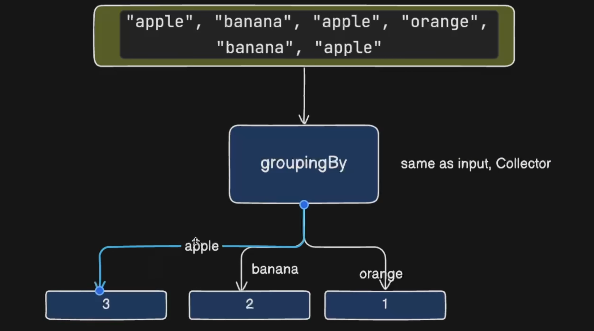 "apple", "banana", "apple", "orange",
"banana", "apple"
groupingBy
same as input, Collector
apple
banana
orange
3
2
1